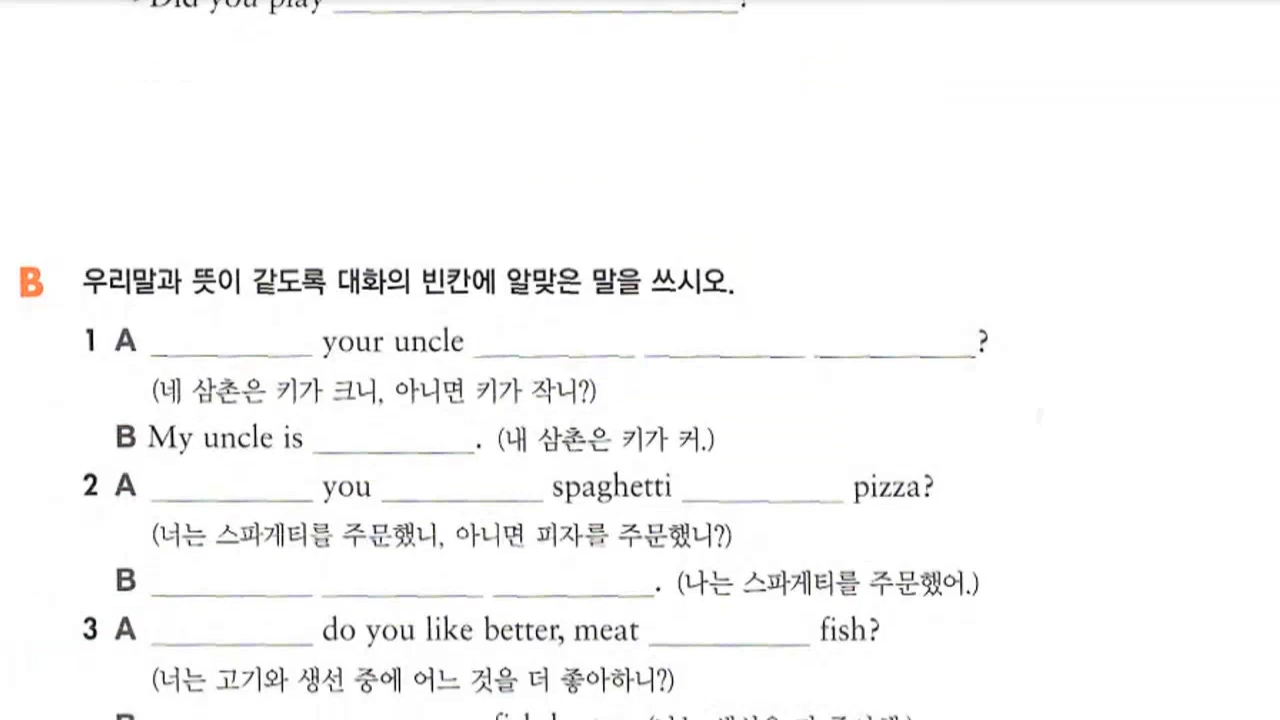 Did you play ____________?
B 우리말과 뜻이 같도록 대화의 빈칸에 알맞은 말을 쓰시오.
1 A ________ your uncle ________ ________ ________?
(네 삼촌은 키가 크니, 아니면 키가 작니?)
B My uncle is ________. (내 삼촌은 키가 커.)
2 A ________ you ________ spaghetti ________ pizza?
(너는 스파게티를 주문했니, 아니면 피자를 주문했니?)
B ________ ________ ________. (나는 스파게티를 주문했어.)
3 A ________ do you like better, meat ________ fish?
(너는 고기와 생선 중에 어느 것을 더 좋아하니?)
B